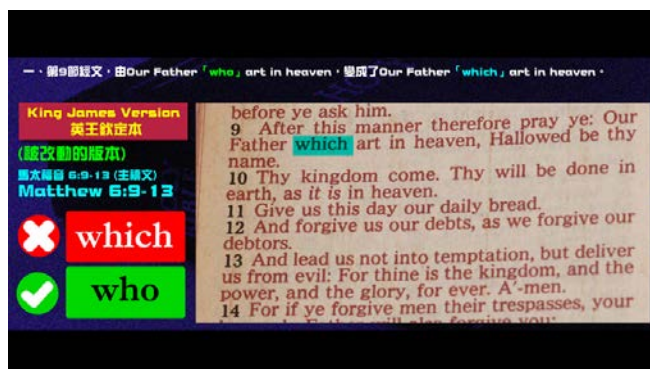 一、第9節經文，由Our Father「who」art in heaven，變成了Our Father「which」art in heaven。
King James Version
英王欽定本
(被改動的版本)
馬太福音 6:9-13 (主禱文)
Matthew 6:9-13
which
who
before ye ask him.
9 After this manner therefore pray ye: Our
Father which art in heaven, Hallowed be thy
name.
10 Thy kingdom come. Thy will be done in
earth, as it is in heaven.
11 Give us this day our daily bread.
12 And forgive us our debts, as we forgive our
debtors.
13 And lead us not into temptation, but deliver
us from evil: For thine is the kingdom, and the
power, and the glory, for ever. A′-men.
14 For if ye forgive men their trespasses, your